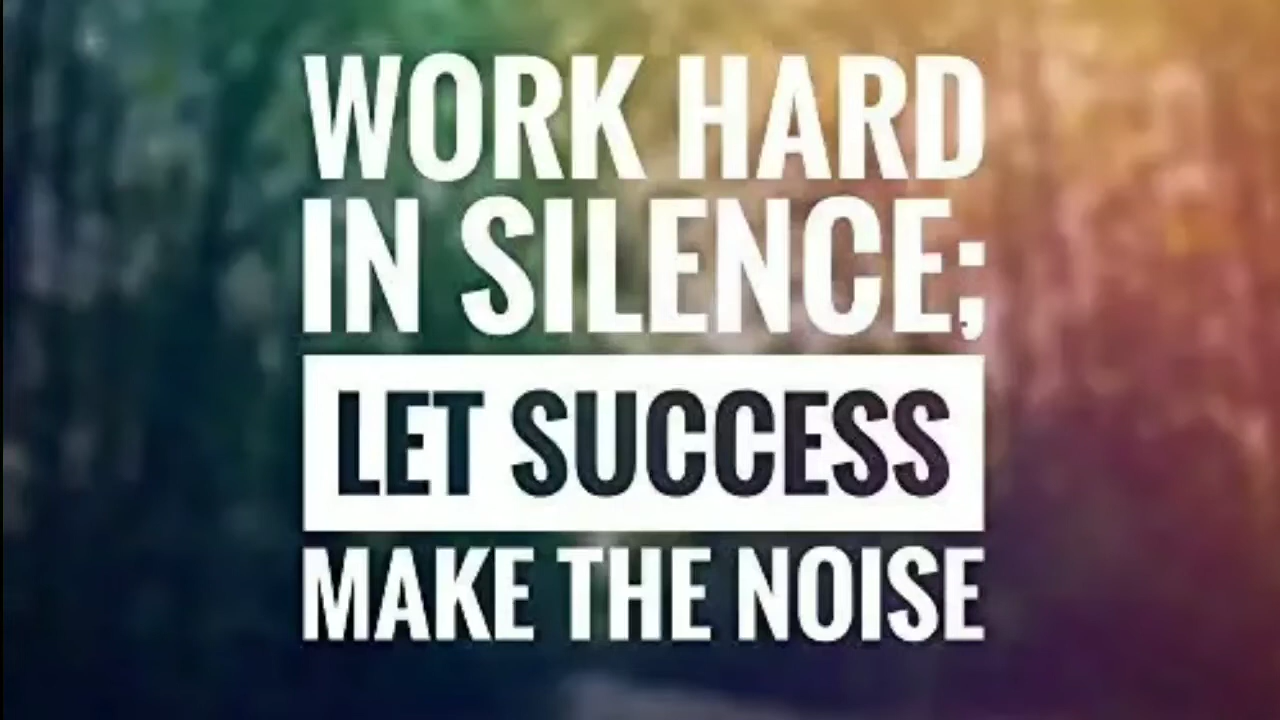 WORK HARD
IN SILENCE;
LET SUCCESS
MAKE THE NOISE